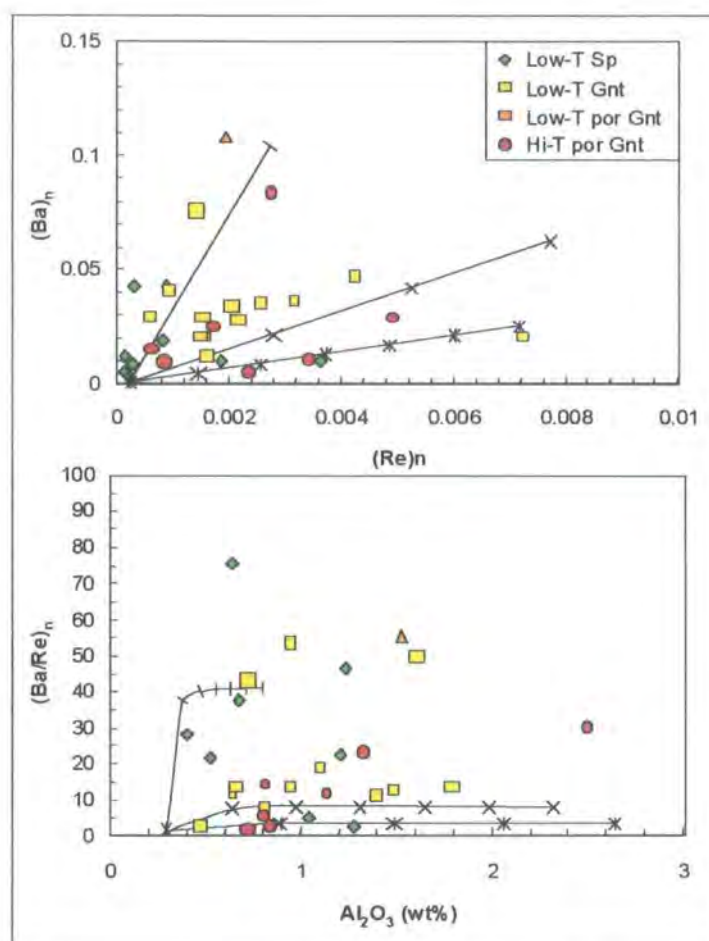 0.15
0.1
0.05
0
(Ba)n
Low-T Sp
Low-T Gnt
Low-T por Gnt
Hi-T por Gnt
0 0.002 0.004 0.006 0.008 0.01
(Re)n
100
90
80
70
60
50
40
30
20
10
0
(Ba/Re)n
0 1 2 3
Al2O3 (wt%)